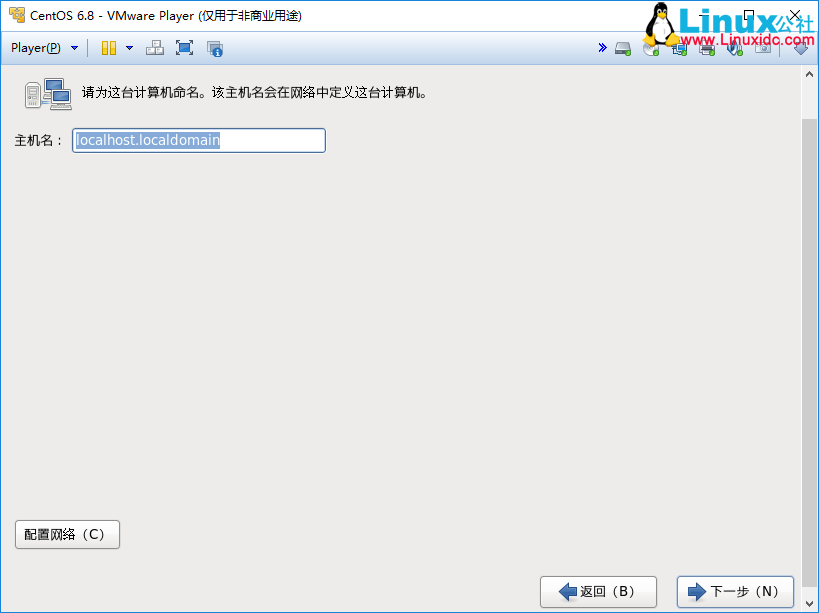 CentOS 6.8 - VMware Player (仅用于非商业用途)
Linux公社
www.Linuxidc.com
Player(P)
请为这台计算机命名。该主机名会在网络中定义这台计算机。
主机名：
localhost.localdomain
配置网络（C）
返回（B）
下一步（N）